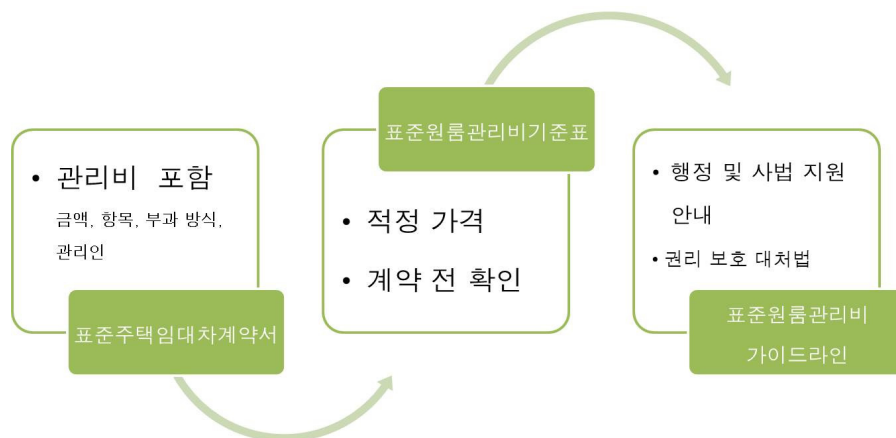 • 관리비 포함
금액, 항목, 부과 방식,
관리인
표준주택임대차계약서
표준원룸관리비기준표
• 적정 가격
• 계약 전 확인
• 행정 및 사법 지원
안내
• 권리 보호 대처법
표준원룸관리비
가이드라인